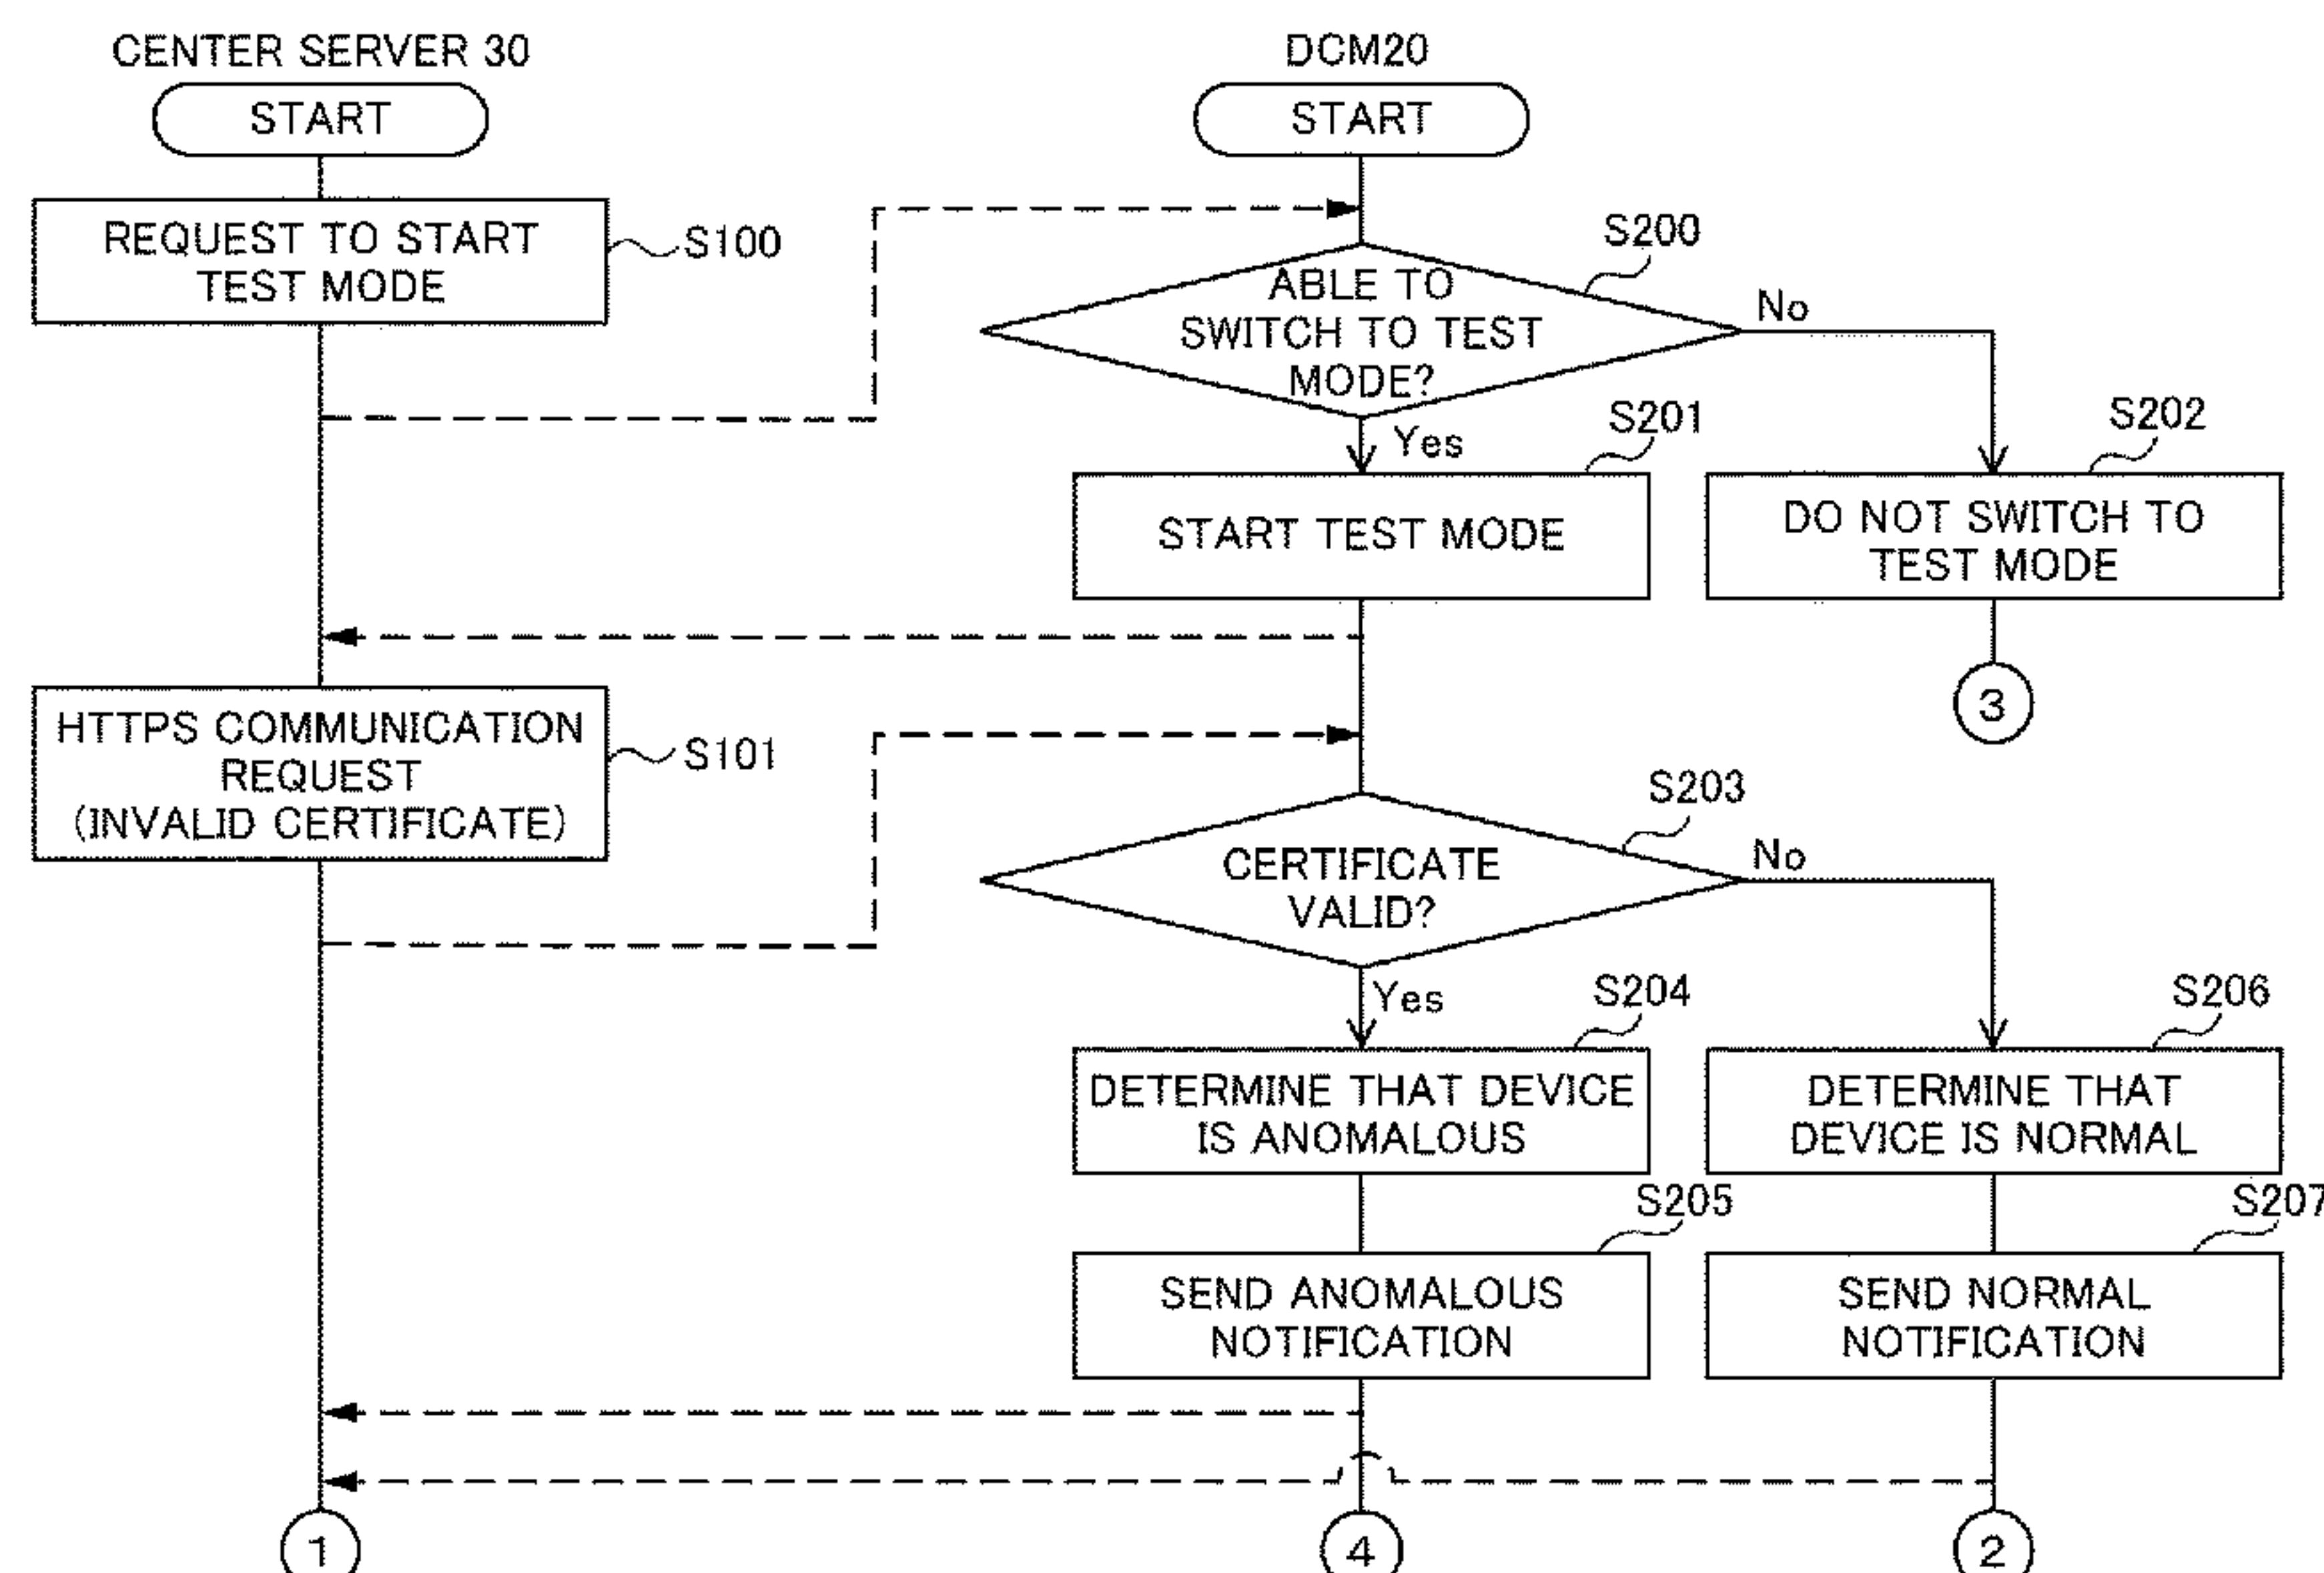 CENTER SERVER 30
DCM20
START
START
REQUEST TO START
TEST MODE
S100
S200
ABLE TO
SWITCH TO TEST
MODE?
No
Yes
S201
S202
START TEST MODE
DO NOT SWITCH TO
TEST MODE
3
HTTPS COMMUNICATION
REQUEST
(INVALID CERTIFICATE)
S101
S203
CERTIFICATE
VALID?
No
Yes
S204
S206
DETERMINE THAT DEVICE
IS ANOMALOUS
DETERMINE THAT
DEVICE IS NORMAL
S205
S207
SEND ANOMALOUS
NOTIFICATION
SEND NORMAL
NOTIFICATION
1
4
2